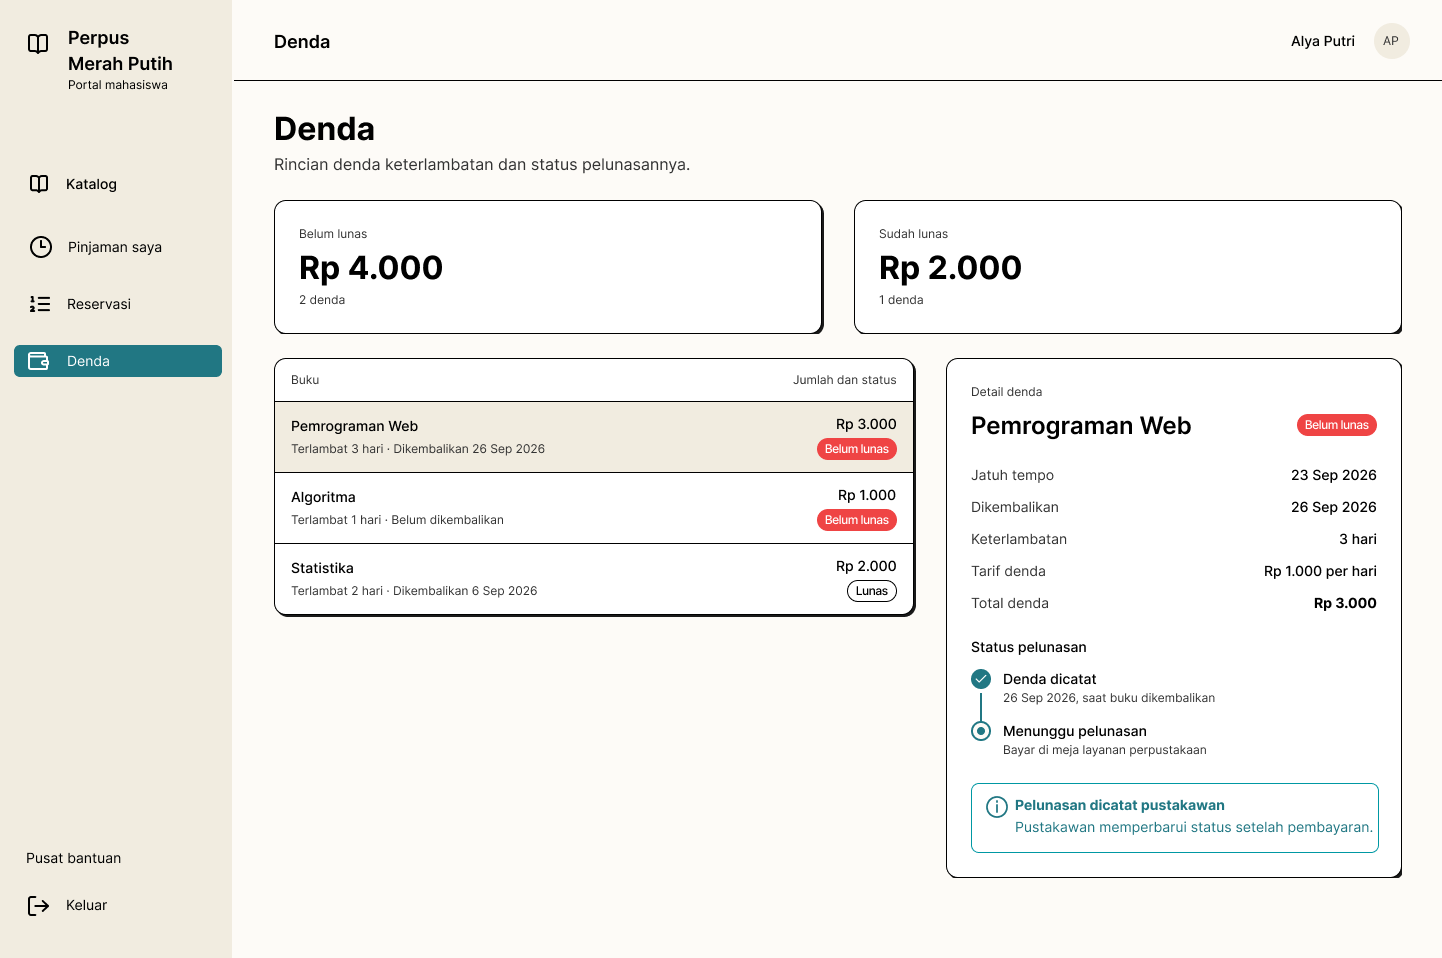 Perpus
Merah Putih
Portal mahasiswa
Katalog
Pinjaman saya
Reservasi
Denda
Pusat bantuan
Keluar
Denda
Alya Putri
AP
Denda
Rincian denda keterlambatan dan status pelunasannya.
Belum lunas
Rp 4.000
2 denda
Sudah lunas
Rp 2.000
1 denda
Buku
Jumlah dan status
Pemrograman Web
Rp 3.000
Terlambat 3 hari · Dikembalikan 26 Sep 2026
Belum lunas
Algoritma
Rp 1.000
Terlambat 1 hari · Belum dikembalikan
Belum lunas
Statistika
Rp 2.000
Terlambat 2 hari · Dikembalikan 6 Sep 2026
Lunas
Detail denda
Pemrograman Web
Belum lunas
Jatuh tempo 23 Sep 2026
Dikembalikan 26 Sep 2026
Keterlambatan 3 hari
Tarif denda Rp 1.000 per hari
Total denda Rp 3.000
Status pelunasan
Denda dicatat
26 Sep 2026, saat buku dikembalikan
Menunggu pelunasan
Bayar di meja layanan perpustakaan
Pelunasan dicatat pustakawan
Pustakawan memperbarui status setelah pembayaran.